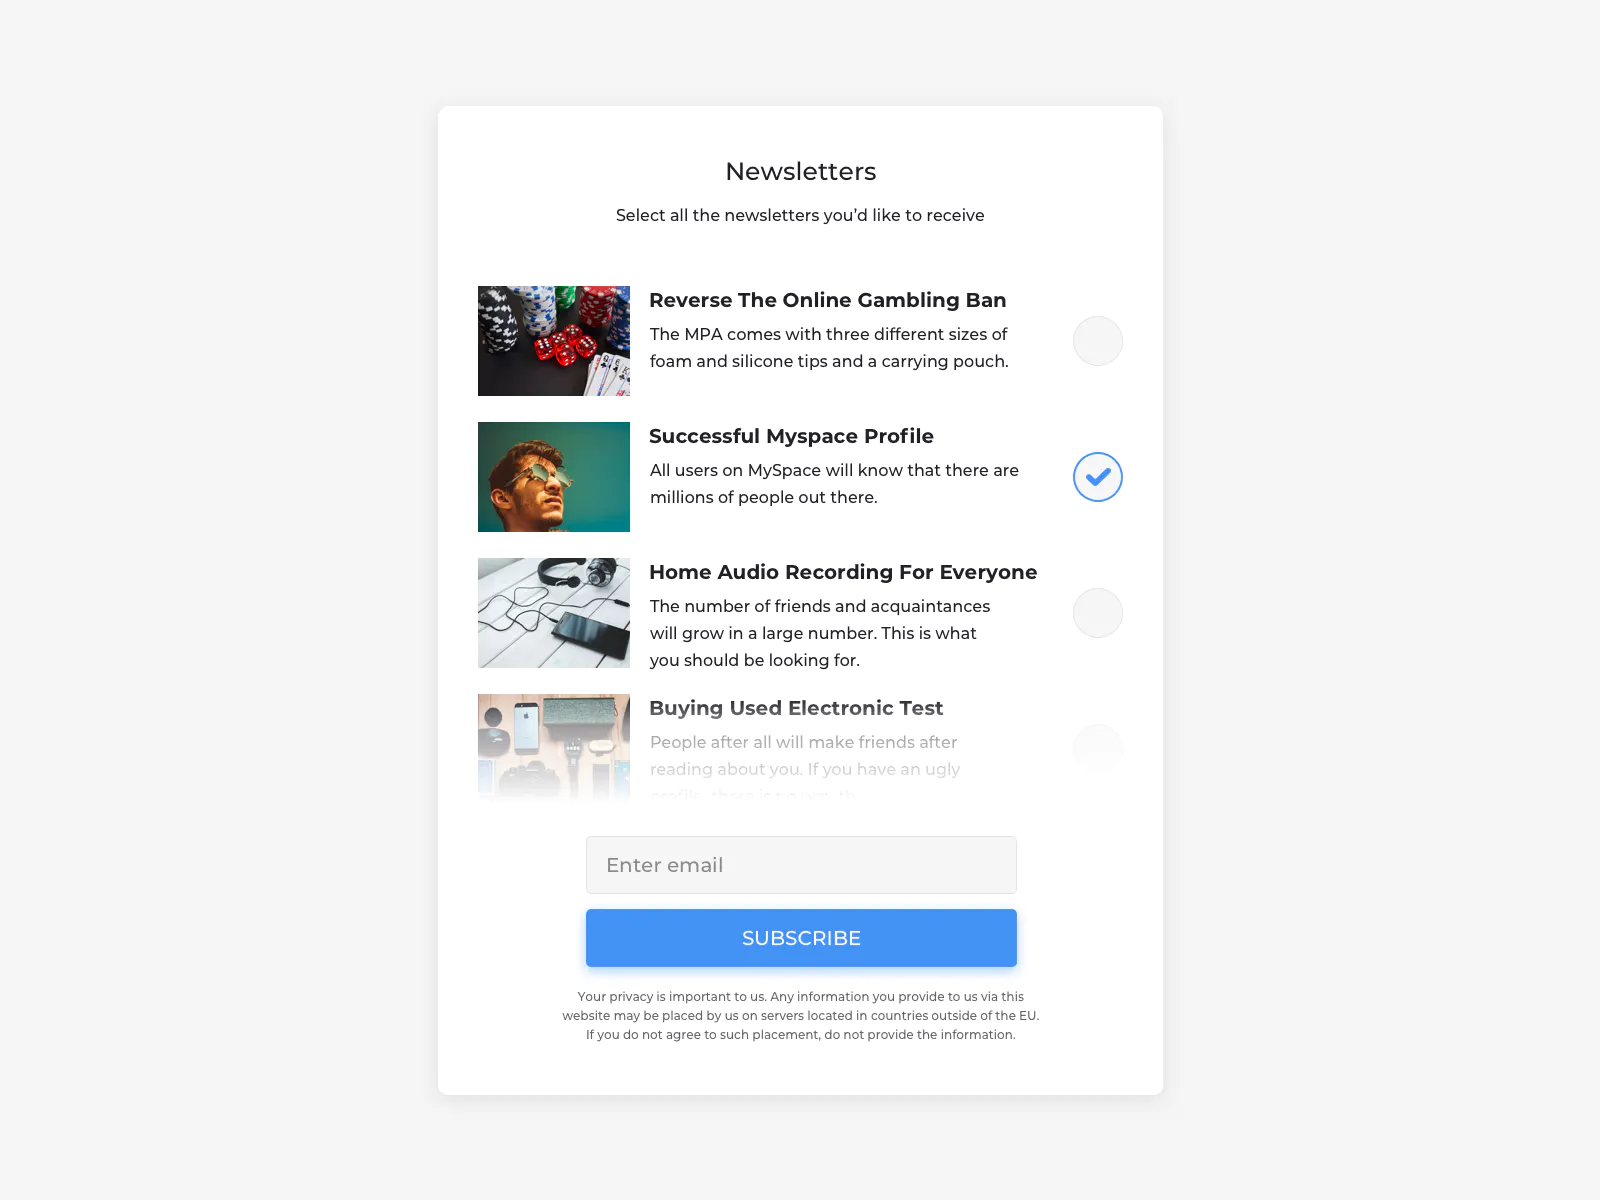 Newsletters
Select all the newsletters you’d like to receive
Reverse The Online Gambling Ban
The MPA comes with three different sizes of
foam and silicone tips and a carrying pouch.
Successful Myspace Profile
All users on MySpace will know that there are
millions of people out there.
Home Audio Recording For Everyone
The number of friends and acquaintances
will grow in a large number. This is what
you should be looking for.
Buying Used Electronic Test
People after all will make friends after
reading about you. If you have an ugly
profile, there is no way th
Enter email
SUBSCRIBE
Your privacy is important to us. Any information you provide to us via this
website may be placed by us on servers located in countries outside of the EU.
If you do not agree to such placement, do not provide the information.